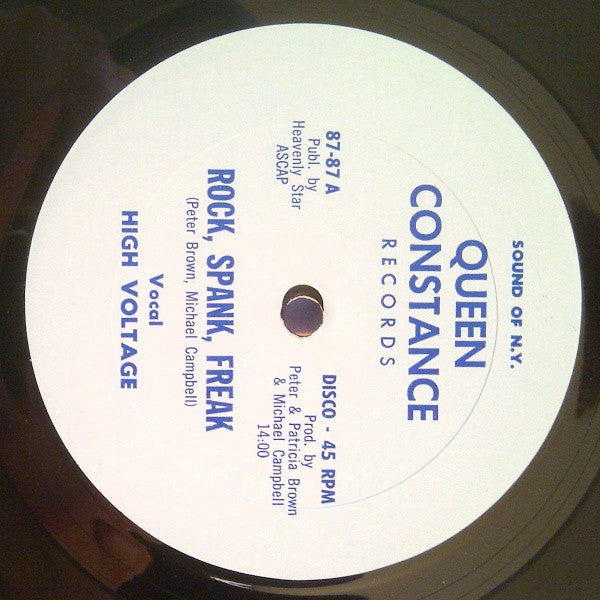 SOUND OF N.Y.
QUEEN
CONSTANCE
RECORDS
87-87 A
Publ. by
Heavenly Star
ASCAP
DISCO - 45 RPM
Prod. by
Peter & Patricia Brown
& Michael Campbell
14:00
ROCK, SPANK, FREAK
(Peter Brown, Michael Campbell)
Vocal
HIGH VOLTAGE